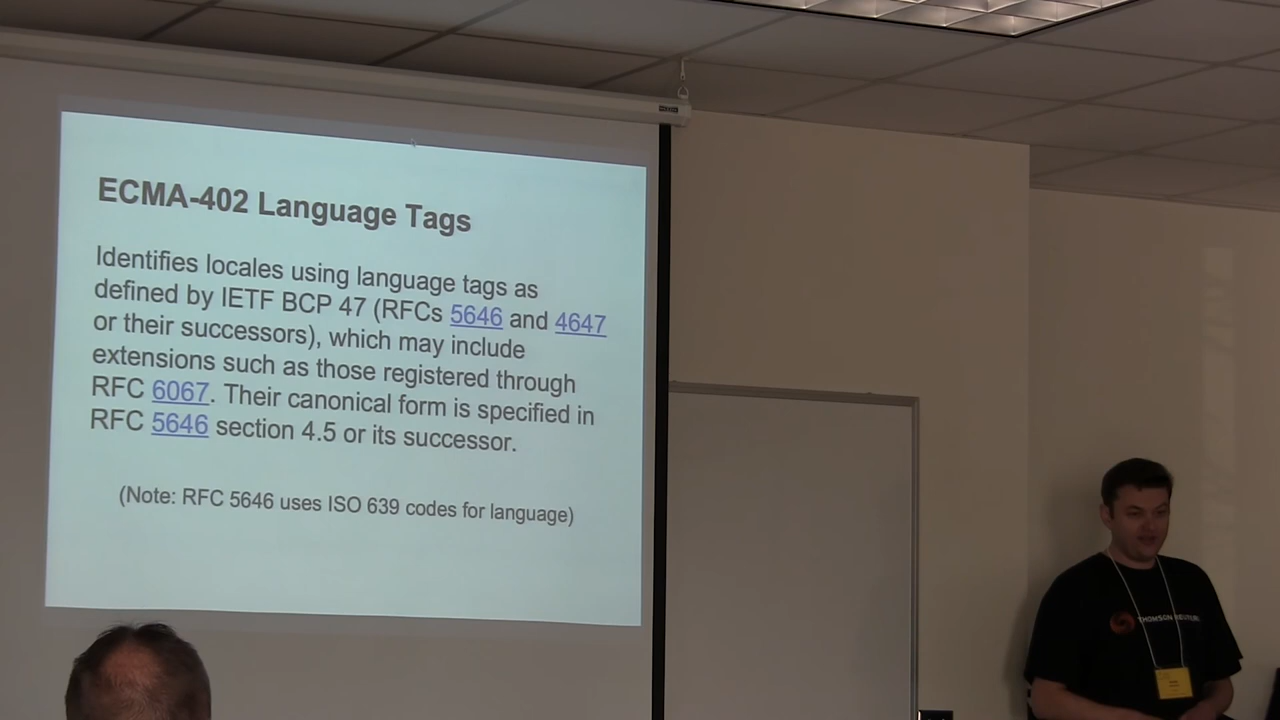 ECMA-402 Language Tags
Identifies locales using language tags as
defined by IETF BCP 47 (RFCs 5646 and 4647
or their successors), which may include
extensions such as those registered through
RFC 6067. Their canonical form is specified in
RFC 5646 section 4.5 or its successor.
(Note: RFC 5646 uses ISO 639 codes for language)
THOMSON